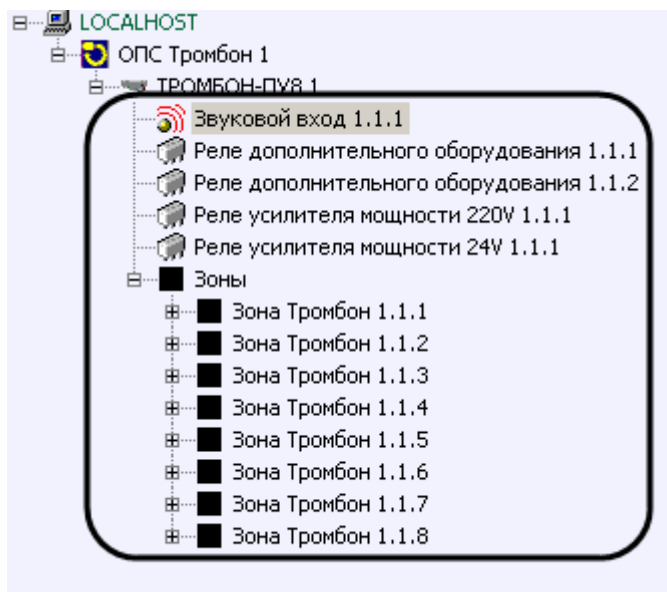 LOCALHOST
ОПС Тромбон 1
ТРОМБОН-ПУ8 1
Звуковой вход 1.1.1
Реле дополнительного оборудования 1.1.1
Реле дополнительного оборудования 1.1.2
Реле усилителя мощности 220V 1.1.1
Реле усилителя мощности 24V 1.1.1
Зоны
Зона Тромбон 1.1.1
Зона Тромбон 1.1.2
Зона Тромбон 1.1.3
Зона Тромбон 1.1.4
Зона Тромбон 1.1.5
Зона Тромбон 1.1.6
Зона Тромбон 1.1.7
Зона Тромбон 1.1.8